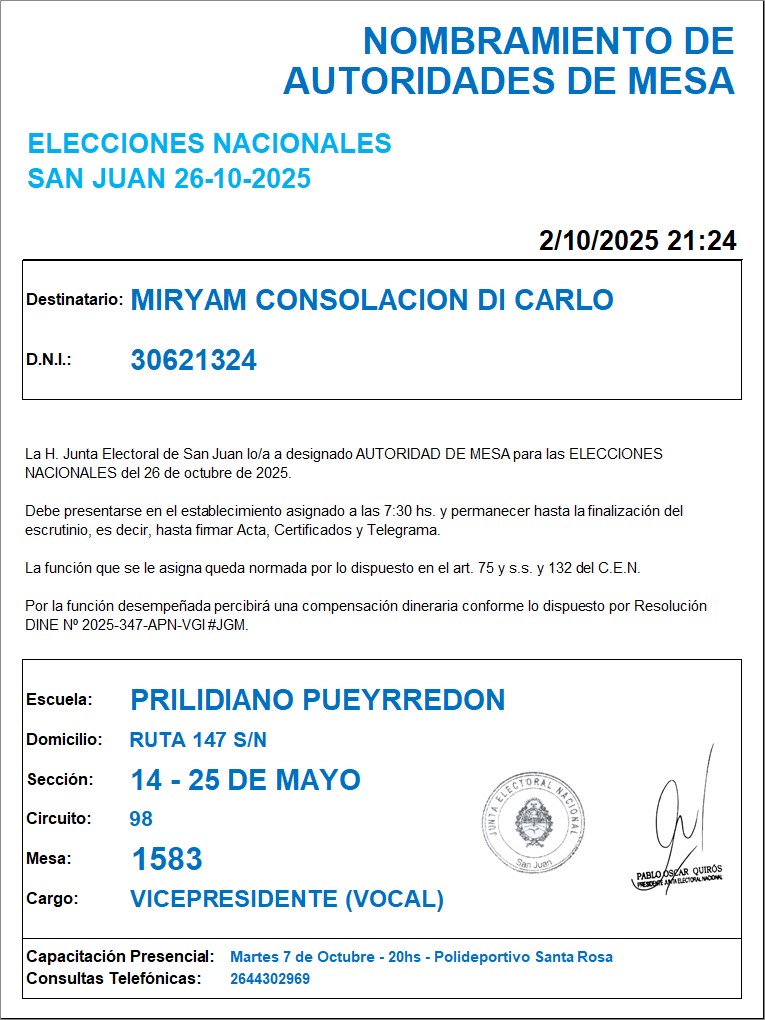 NOMBRAMIENTO DE
AUTORIDADES DE MESA
ELECCIONES NACIONALES
SAN JUAN 26-10-2025
2/10/2025 21:24
Destinatario: MIRYAM CONSOLACION DI CARLO
D.N.I.: 30621324
La H. Junta Electoral de San Juan lo/a a designado AUTORIDAD DE MESA para las ELECCIONES
NACIONALES del 26 de octubre de 2025.
Debe presentarse en el establecimiento asignado a las 7:30 hs. y permanecer hasta la finalización del
escrutinio, es decir, hasta firmar Acta, Certificados y Telegrama.
La función que se le asigna queda normada por lo dispuesto en el art. 75 y s.s. y 132 del C.E.N.
Por la función desempeñada percibirá una compensación dineraria conforme lo dispuesto por Resolución
DINE Nº 2025-347-APN-VGI#JGM.
Escuela: PRILIDIANO PUEYRREDON
Domicilio: RUTA 147 S/N
Sección: 14 - 25 DE MAYO
Circuito: 98
Mesa: 1583
Cargo: VICEPRESIDENTE (VOCAL)
JUNTA ELECTORAL NACIONAL
San Juan
PABLO OSCAR QUIRÓS
PRESIDENTE JUNTA ELECTORAL NACIONAL
Capacitación Presencial: Martes 7 de Octubre - 20hs - Polideportivo Santa Rosa
Consultas Telefónicas: 2644302969